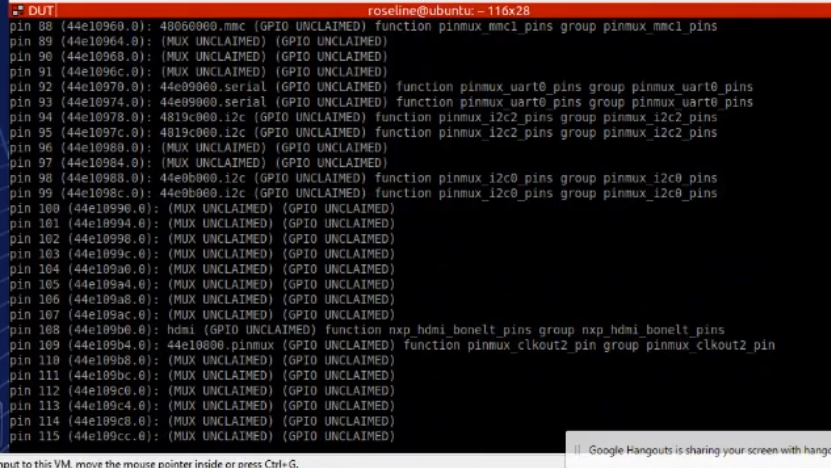 DUT
roseline@ubuntu: ~ 116x28
pin 88 (44e10960.0): 48060000.mmc (GPIO UNCLAIMED) function pinmux_mmc1_pins group pinmux_mmc1_pins
pin 89 (44e10964.0): (MUX UNCLAIMED) (GPIO UNCLAIMED)
pin 90 (44e10968.0): (MUX UNCLAIMED) (GPIO UNCLAIMED)
pin 91 (44e1096c.0): (MUX UNCLAIMED) (GPIO UNCLAIMED)
pin 92 (44e10970.0): 44e09000.serial (GPIO UNCLAIMED) function pinmux_uart0_pins group pinmux_uart0_pins
pin 93 (44e10974.0): 44e09000.serial (GPIO UNCLAIMED) function pinmux_uart0_pins group pinmux_uart0_pins
pin 94 (44e10978.0): 4819c000.i2c (GPIO UNCLAIMED) function pinmux_i2c2_pins group pinmux_i2c2_pins
pin 95 (44e1097c.0): 4819c000.i2c (GPIO UNCLAIMED) function pinmux_i2c2_pins group pinmux_i2c2_pins
pin 96 (44e10980.0): (MUX UNCLAIMED) (GPIO UNCLAIMED)
pin 97 (44e10984.0): (MUX UNCLAIMED) (GPIO UNCLAIMED)
pin 98 (44e10988.0): 44e0b000.i2c (GPIO UNCLAIMED) function pinmux_i2c0_pins group pinmux_i2c0_pins
pin 99 (44e1098c.0): 44e0b000.i2c (GPIO UNCLAIMED) function pinmux_i2c0_pins group pinmux_i2c0_pins
pin 100 (44e10990.0): (MUX UNCLAIMED) (GPIO UNCLAIMED)
pin 101 (44e10994.0): (MUX UNCLAIMED) (GPIO UNCLAIMED)
pin 102 (44e10998.0): (MUX UNCLAIMED) (GPIO UNCLAIMED)
pin 103 (44e1099c.0): (MUX UNCLAIMED) (GPIO UNCLAIMED)
pin 104 (44e109a0.0): (MUX UNCLAIMED) (GPIO UNCLAIMED)
pin 105 (44e109a4.0): (MUX UNCLAIMED) (GPIO UNCLAIMED)
pin 106 (44e109a8.0): (MUX UNCLAIMED) (GPIO UNCLAIMED)
pin 107 (44e109ac.0): (MUX UNCLAIMED) (GPIO UNCLAIMED)
pin 108 (44e109b0.0): hdmi (GPIO UNCLAIMED) function nxp_hdmi_bonelt_pins group nxp_hdmi_bonelt_pins
pin 109 (44e109b4.0): 44e10800.pinmux (GPIO UNCLAIMED) function pinmux_clkout2_pin group pinmux_clkout2_pin
pin 110 (44e109b8.0): (MUX UNCLAIMED) (GPIO UNCLAIMED)
pin 111 (44e109bc.0): (MUX UNCLAIMED) (GPIO UNCLAIMED)
pin 112 (44e109c0.0): (MUX UNCLAIMED) (GPIO UNCLAIMED)
pin 113 (44e109c4.0): (MUX UNCLAIMED) (GPIO UNCLAIMED)
pin 114 (44e109c8.0): (MUX UNCLAIMED) (GPIO UNCLAIMED)
pin 115 (44e109cc.0): (MUX UNCLAIMED) (GPIO UNCLAIMED)
Google Hangouts is sharing your screen with hango
nput to this VM, move the mouse pointer inside or press Ctrl+G.